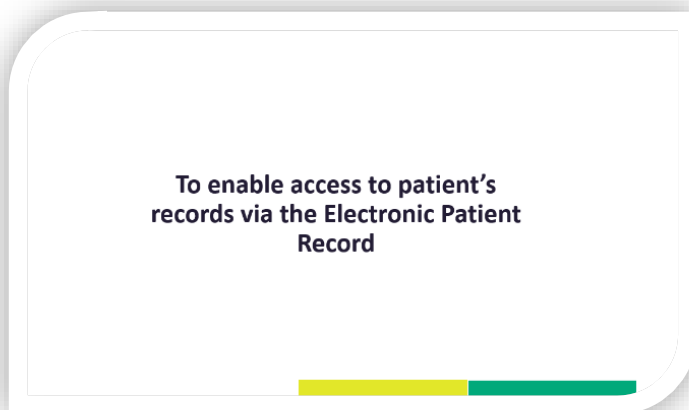 To enable access to patient’s
records via the Electronic Patient
Record